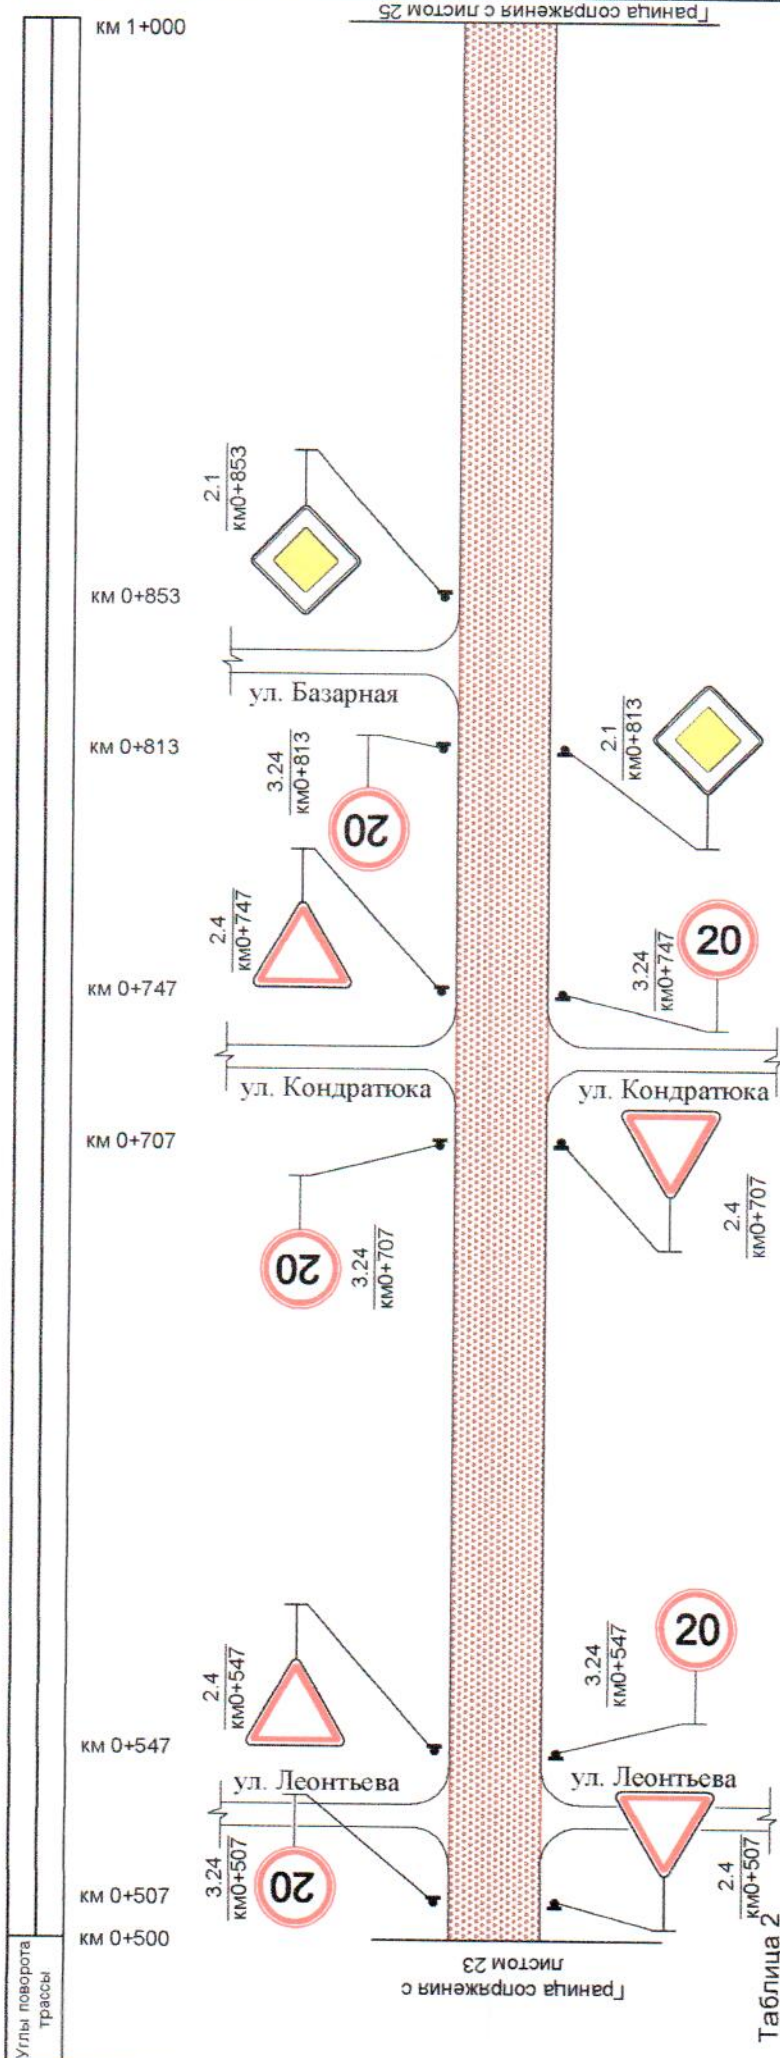 Граница сопряжения с листом 25
км 1+000
2.1
км0+853
км 0+853
ул. Базарная
км 0+813
3.24
км0+813
20
2.1
км0+813
2.4
км0+747
3.24
км0+747
20
км 0+747
ул. Кондратюка
ул. Кондратюка
км 0+707
20
3.24
км0+707
2.4
км0+707
2.4
км0+547
3.24
км0+547
20
км 0+547
ул. Леонтьева
ул. Леонтьева
3.24
км0+507
20
2.4
км0+507
км 0+507
км 0+500
Граница сопряжения с
листом 23
Углы поворота
трассы
Таблица 2